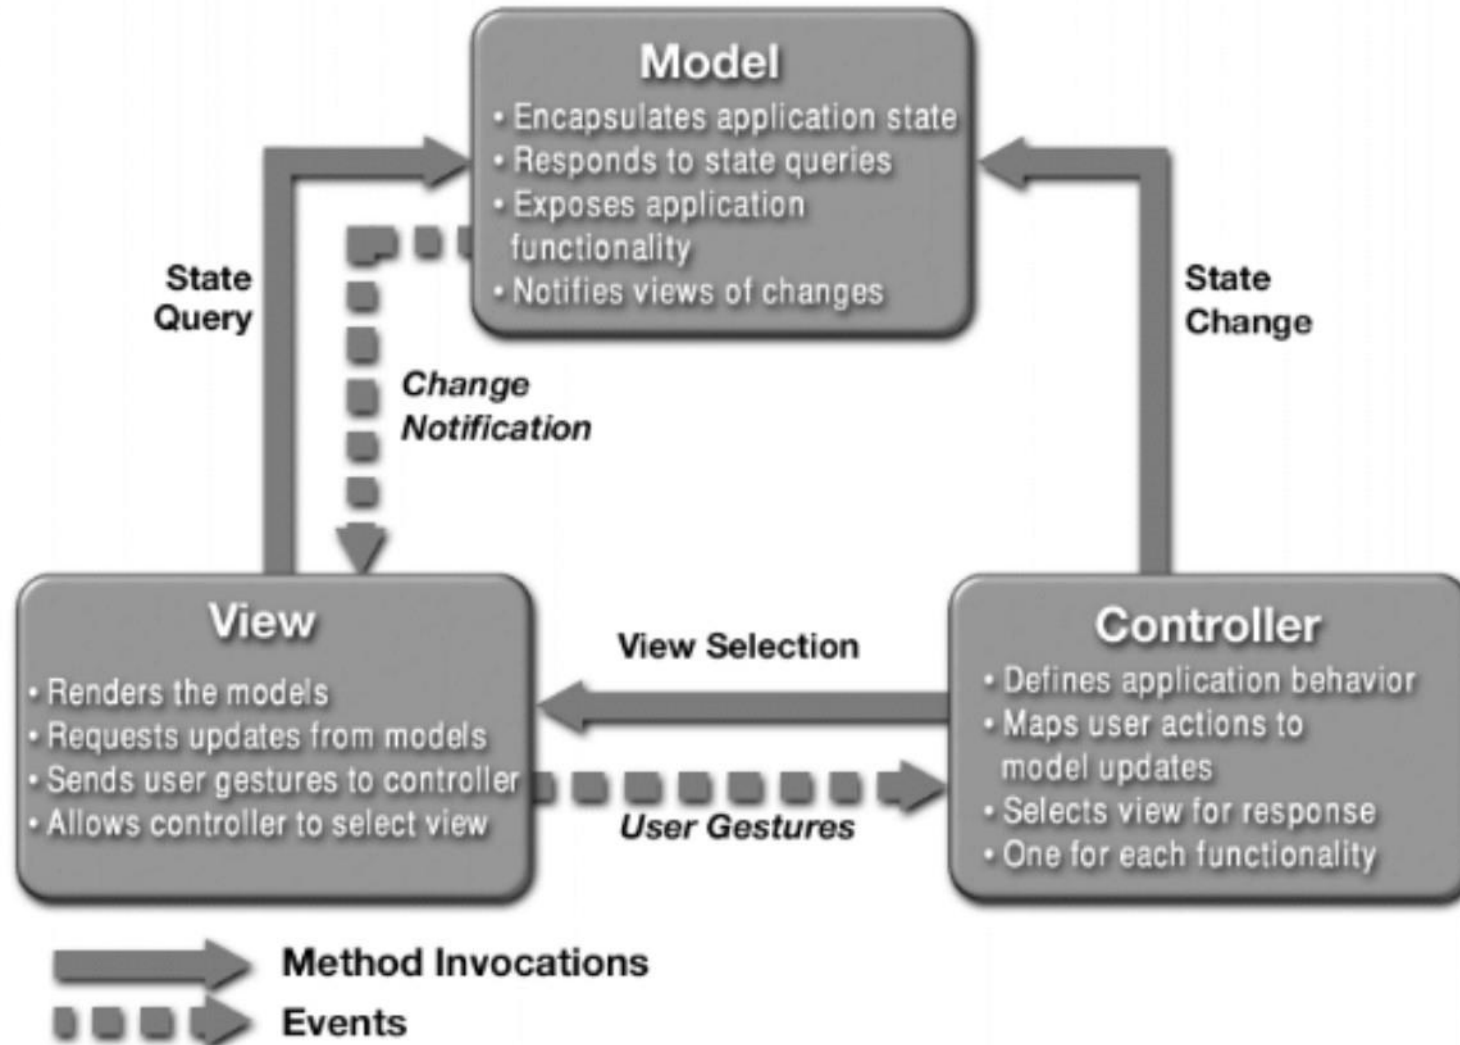 Model
• Encapsulates application state
• Responds to state queries
• Exposes application
functionality
• Notifies views of changes
State
Query
Change
Notification
State
Change
View
• Renders the models
• Requests updates from models
• Sends user gestures to controller
• Allows controller to select view
View Selection
User Gestures
Controller
• Defines application behavior
• Maps user actions to
model updates
• Selects view for response
• One for each functionality
Method Invocations
Events